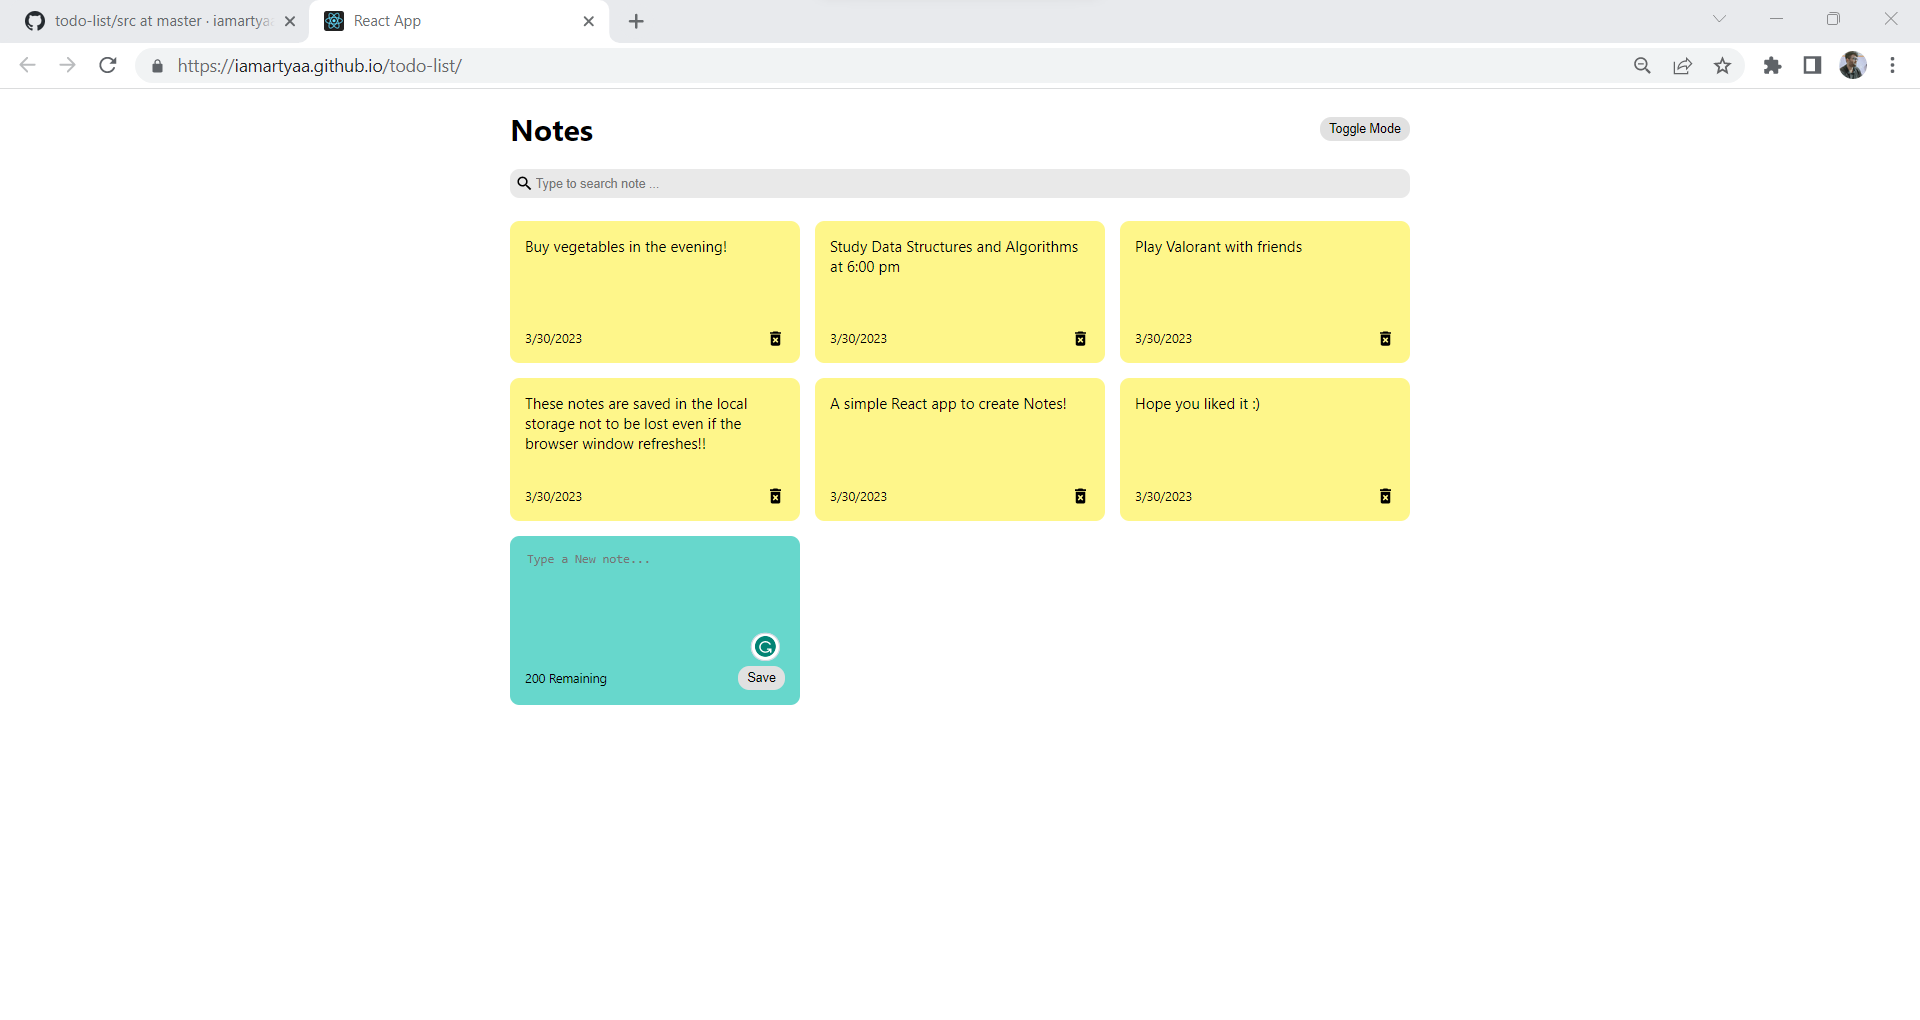 todo-list/src at master · iamartyaa
React App
https://iamartyaa.github.io/todo-list/
Notes
Toggle Mode
Type to search note ...
Buy vegetables in the evening!
3/30/2023
Study Data Structures and Algorithms
at 6:00 pm
3/30/2023
Play Valorant with friends
3/30/2023
These notes are saved in the local
storage not to be lost even if the
browser window refreshes!!
3/30/2023
A simple React app to create Notes!
3/30/2023
Hope you liked it :)
3/30/2023
Type a New note...
200 Remaining
Save